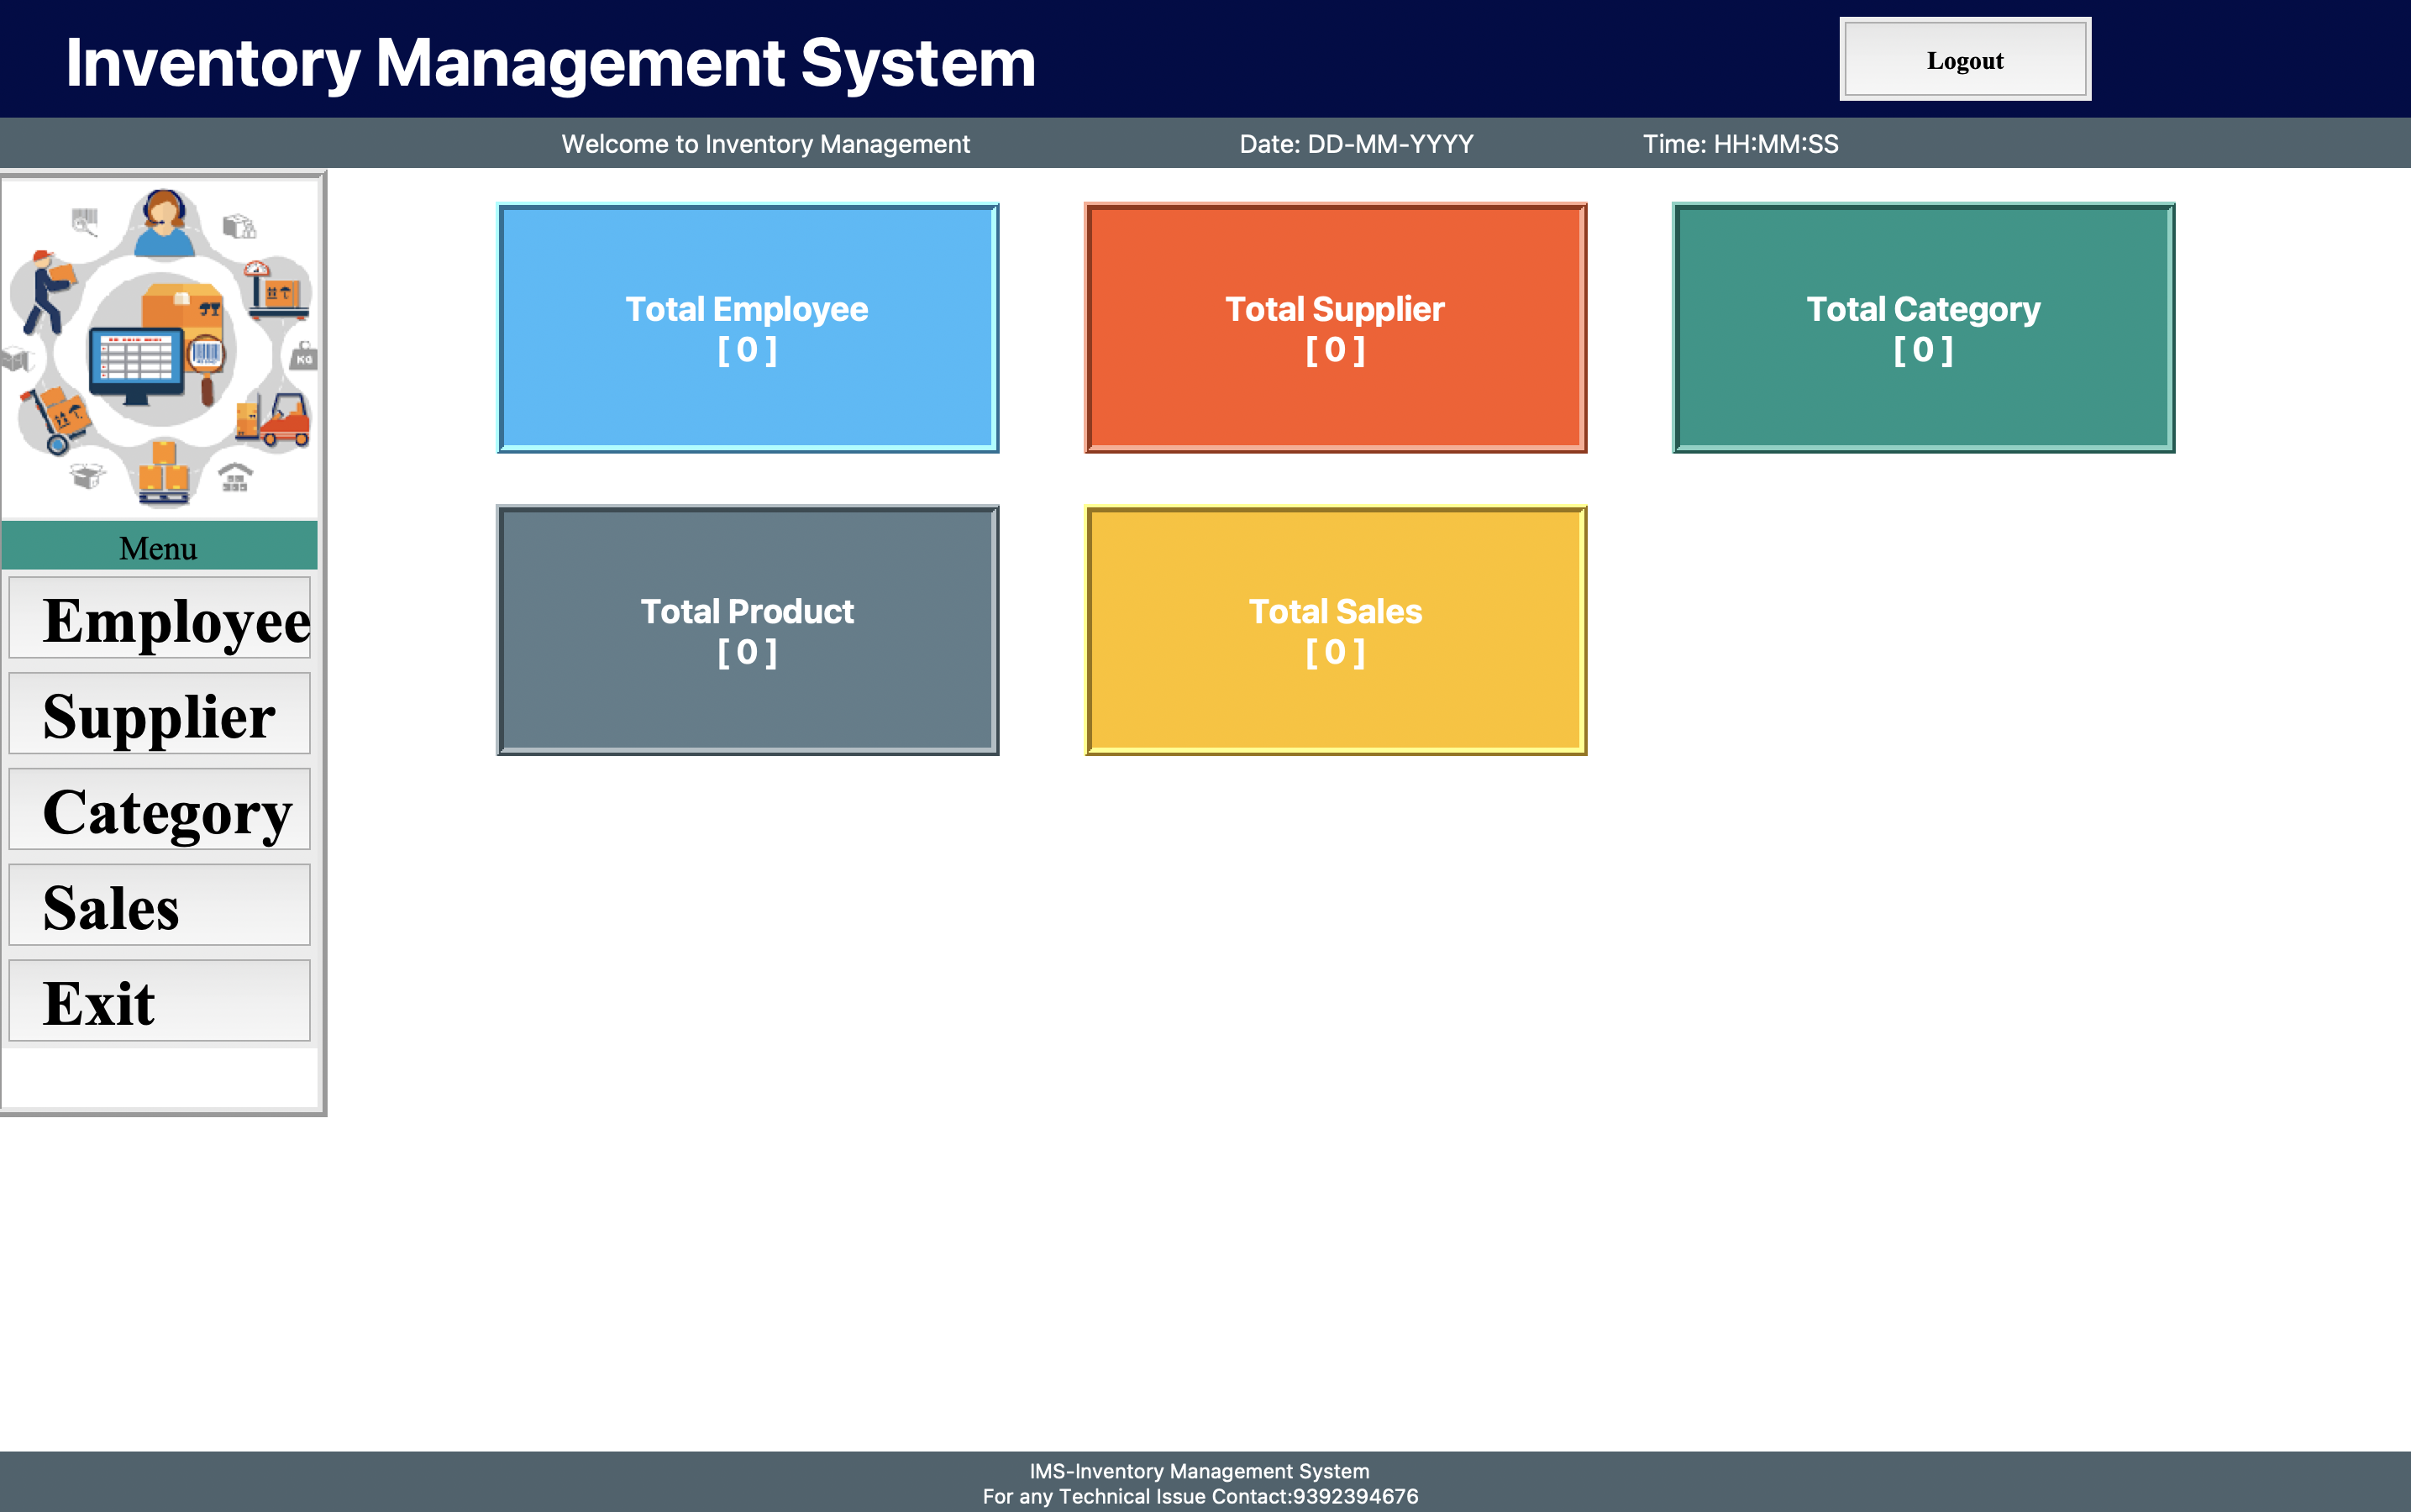 Inventory Management System
Logout
Welcome to Inventory Management
Date: DD-MM-YYYY
Time: HH:MM:SS
Total Employee
[ 0 ]
Total Supplier
[ 0 ]
Total Category
[ 0 ]
KG
Menu
Employee
Supplier
Category
Sales
Exit
Total Product
[ 0 ]
Total Sales
[ 0 ]
IMS-Inventory Management System
For any Technical Issue Contact:9392394676